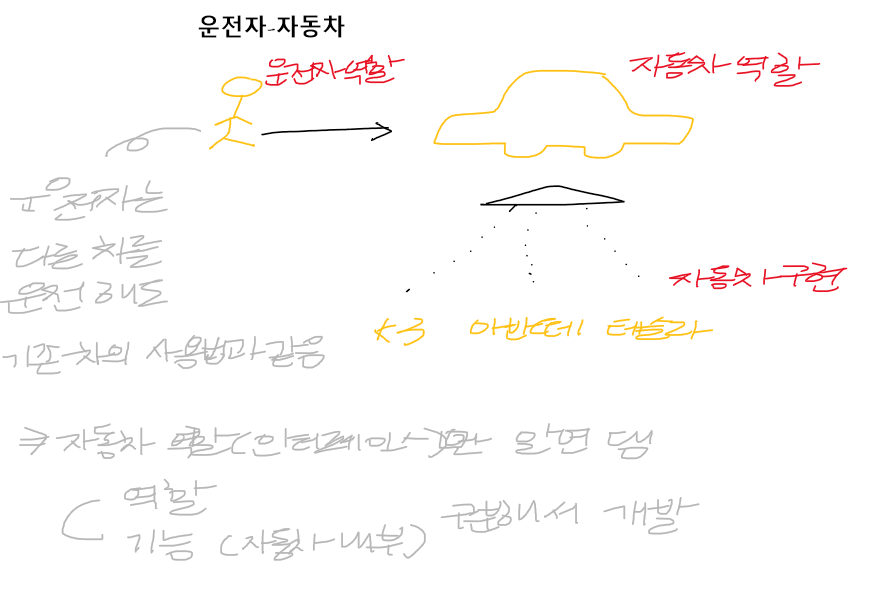 운전자-자동차
운전자역할
자동차 역할
운전자는
다른 차를
운전해도
기존차의 사용법과 같음
자동차 구현
K3 아반떼 테슬라
=> 자동차 역할(인터페이스)만 알면 댐
역할
기능 (자동차 내부)
구분해서 개발